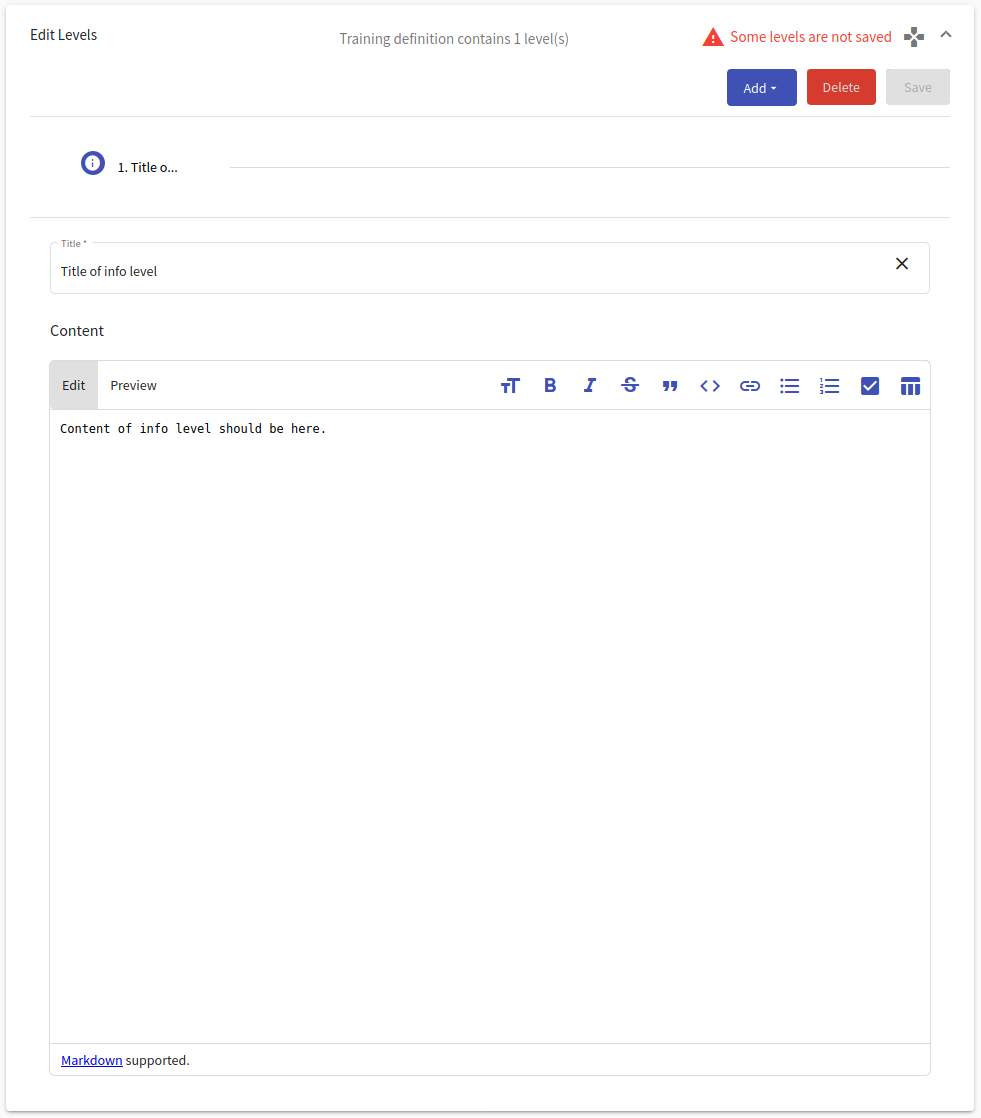 Edit Levels
Training definition contains 1 level(s)
Some levels are not saved
Add
Delete
Save
1. Title o...
Title *
Title of info level
Content
Edit
Preview
Content of info level should be here.
Markdown supported.